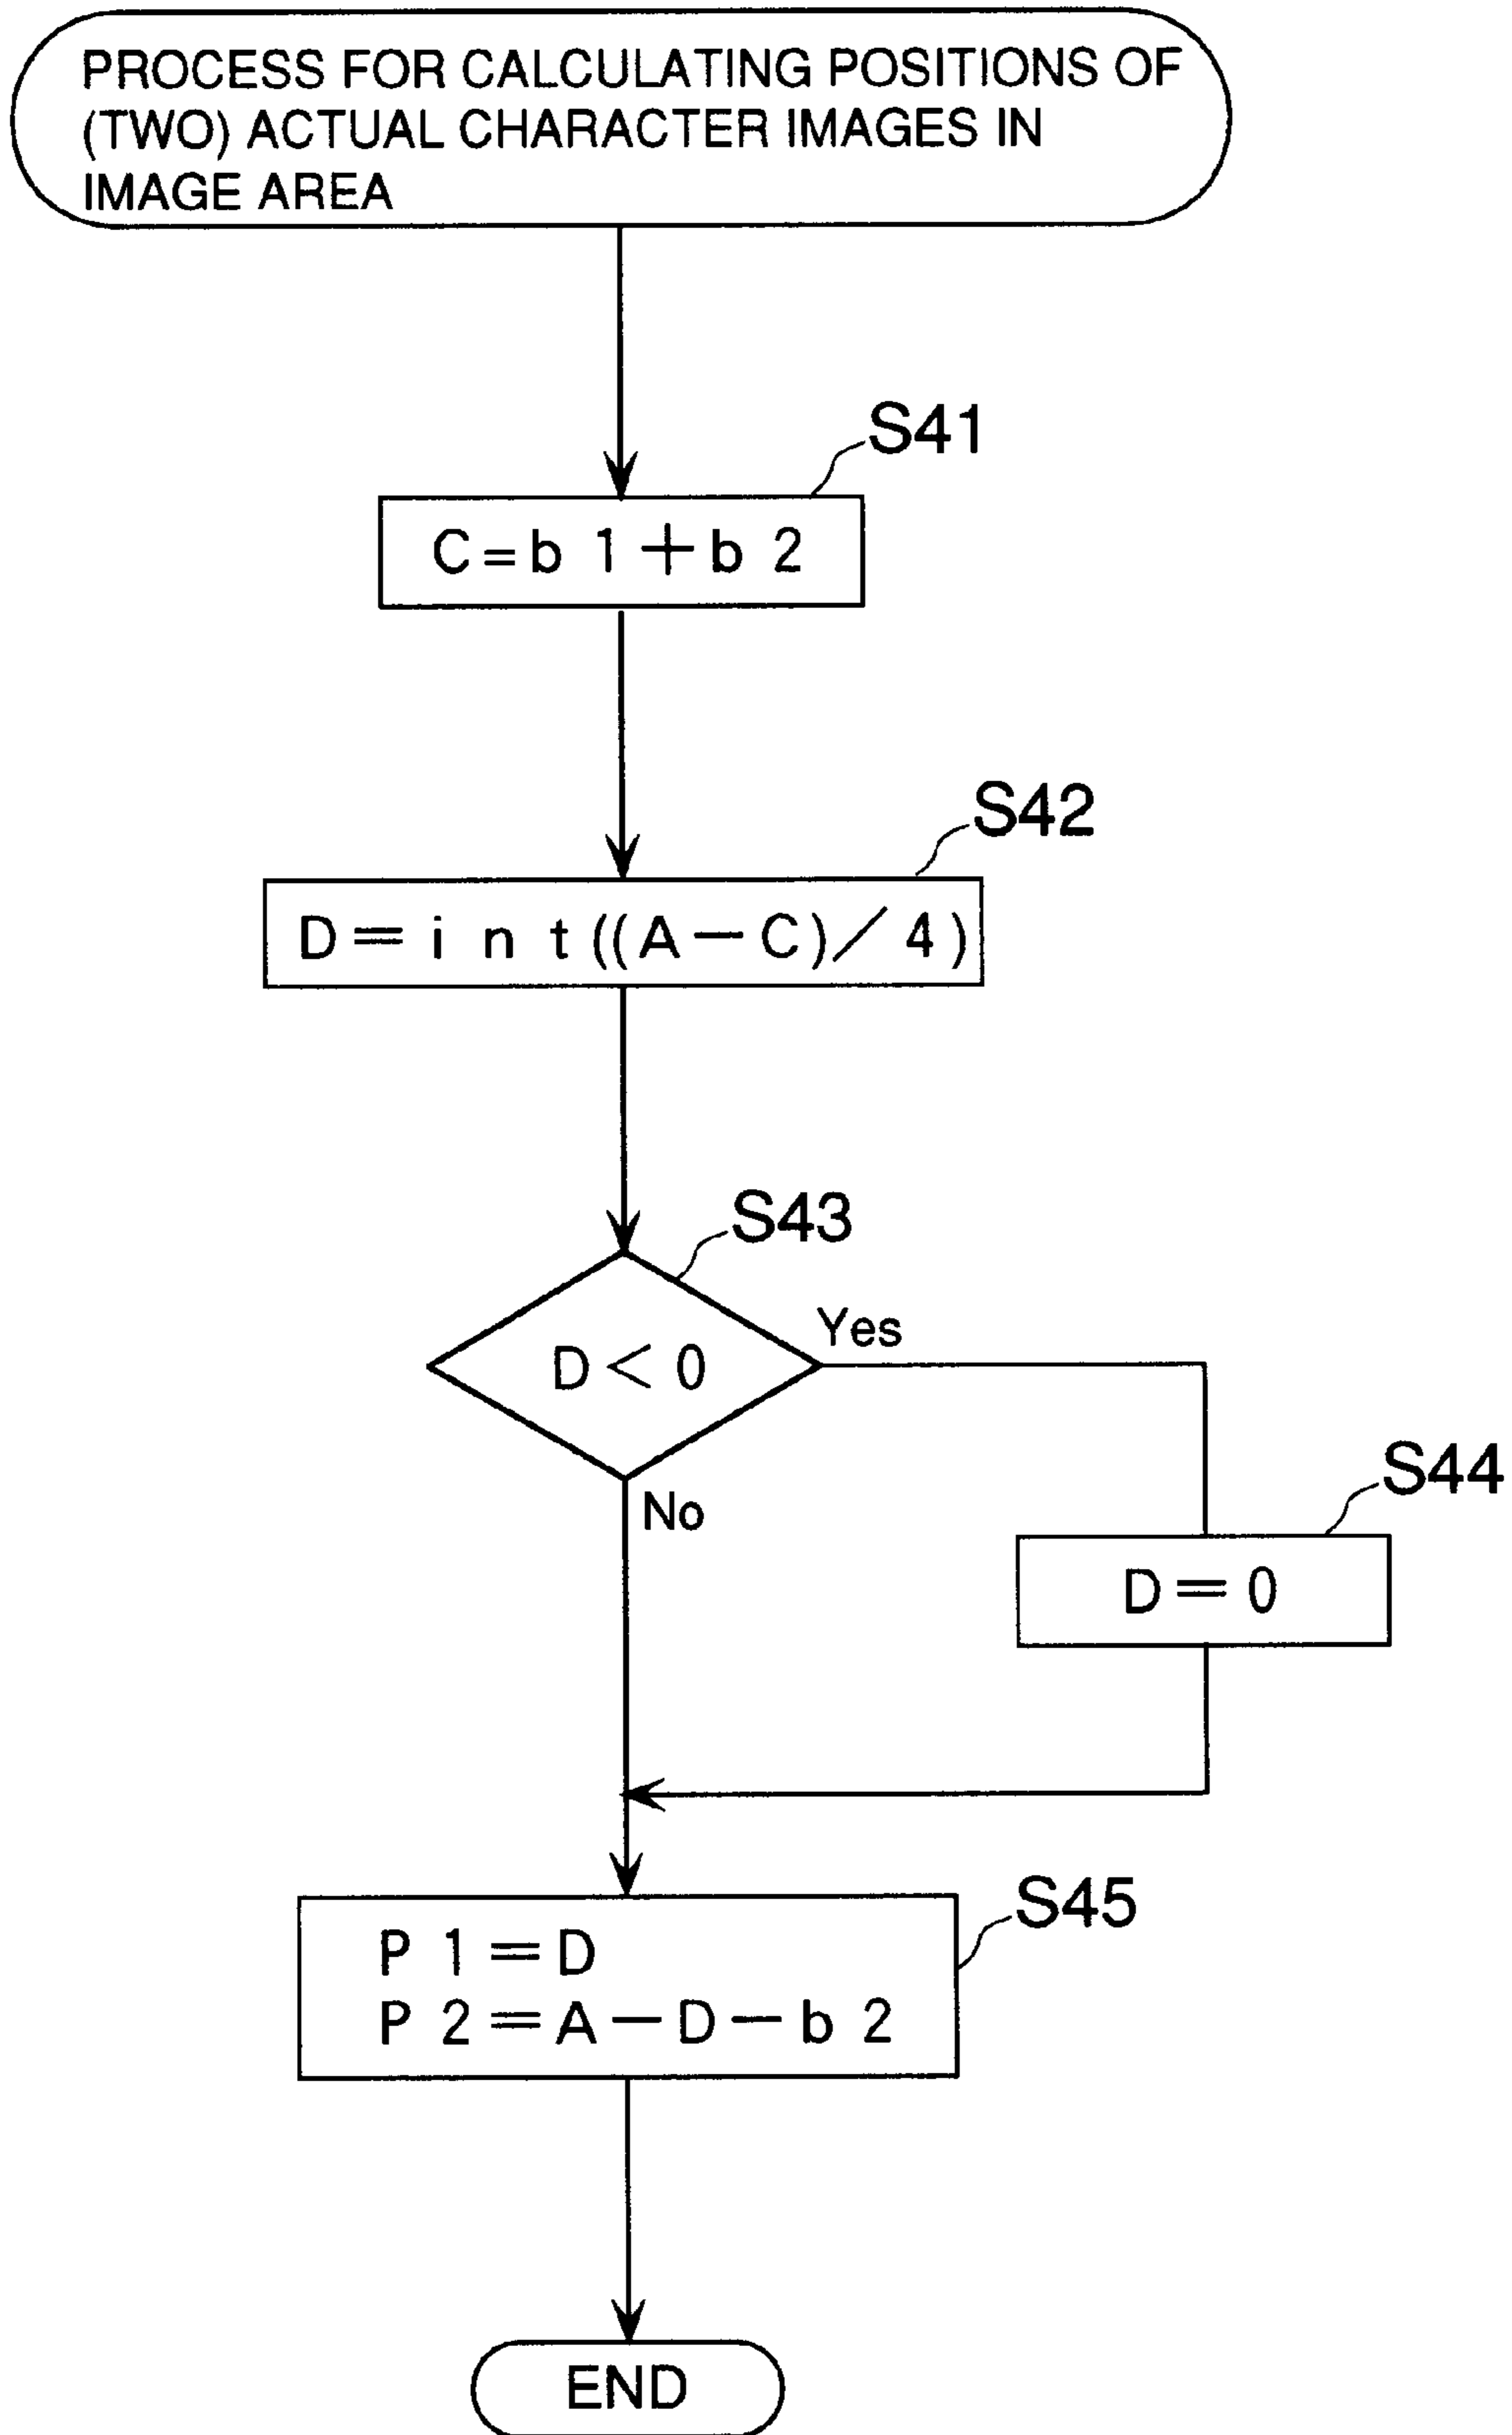 PROCESS FOR CALCULATING POSITIONS OF
(TWO) ACTUAL CHARACTER IMAGES IN
IMAGE AREA
S41
C=b 1+b 2
S42
D=i n t((A-C)/4)
S43
D<0
Yes
No
S44
D=0
S45
P 1=D
P 2=A-D-b 2
END